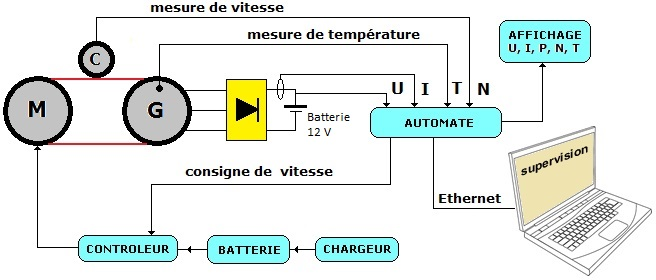 mesure de vitesse
mesure de température
AFFICHAGE
U, I, P, N, T
C
M
G
U I T N
Batterie
12 V
AUTOMATE
supervision
consigne de vitesse
Ethernet
CONTROLEUR
BATTERIE
CHARGEUR